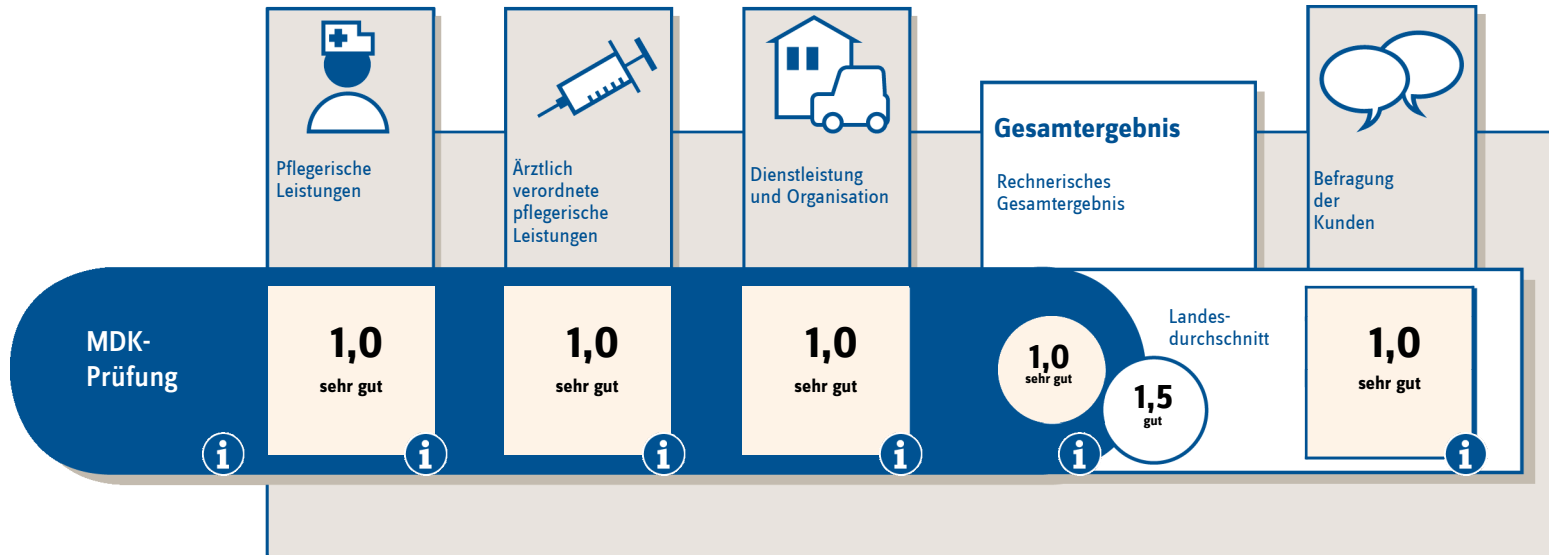 Pflegerische
Leistungen
Ärztlich
verordnete
pflegerische
Leistungen
Dienstleistung
und Organisation
Gesamtergebnis
Rechnerisches
Gesamtergebnis
Befragung
der
Kunden
MDK-
Prüfung
1,0
sehr gut
1,0
sehr gut
1,0
sehr gut
1,0
sehr gut
Landes-
durchschnitt
1,5
gut
1,0
sehr gut
i
i
i
i
i
i